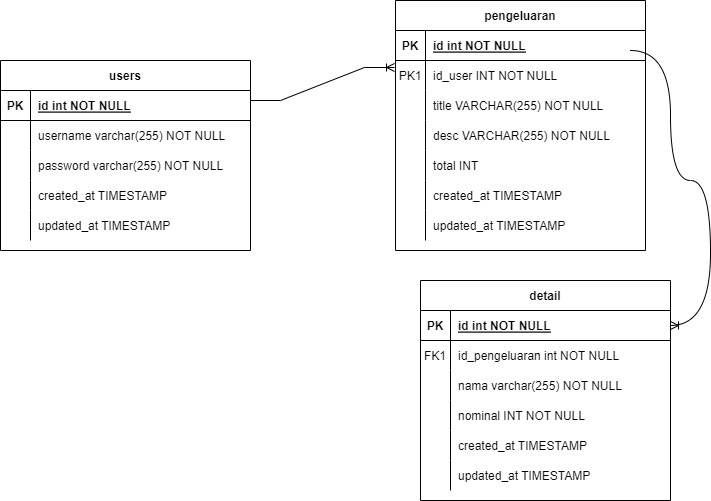 users
PK id int NOT NULL
username varchar(255) NOT NULL
password varchar(255) NOT NULL
created_at TIMESTAMP
updated_at TIMESTAMP
pengeluaran
PK id int NOT NULL
PK1 id_user INT NOT NULL
title VARCHAR(255) NOT NULL
desc VARCHAR(255) NOT NULL
total INT
created_at TIMESTAMP
updated_at TIMESTAMP
detail
PK id int NOT NULL
FK1 id_pengeluaran int NOT NULL
nama varchar(255) NOT NULL
nominal INT NOT NULL
created_at TIMESTAMP
updated_at TIMESTAMP